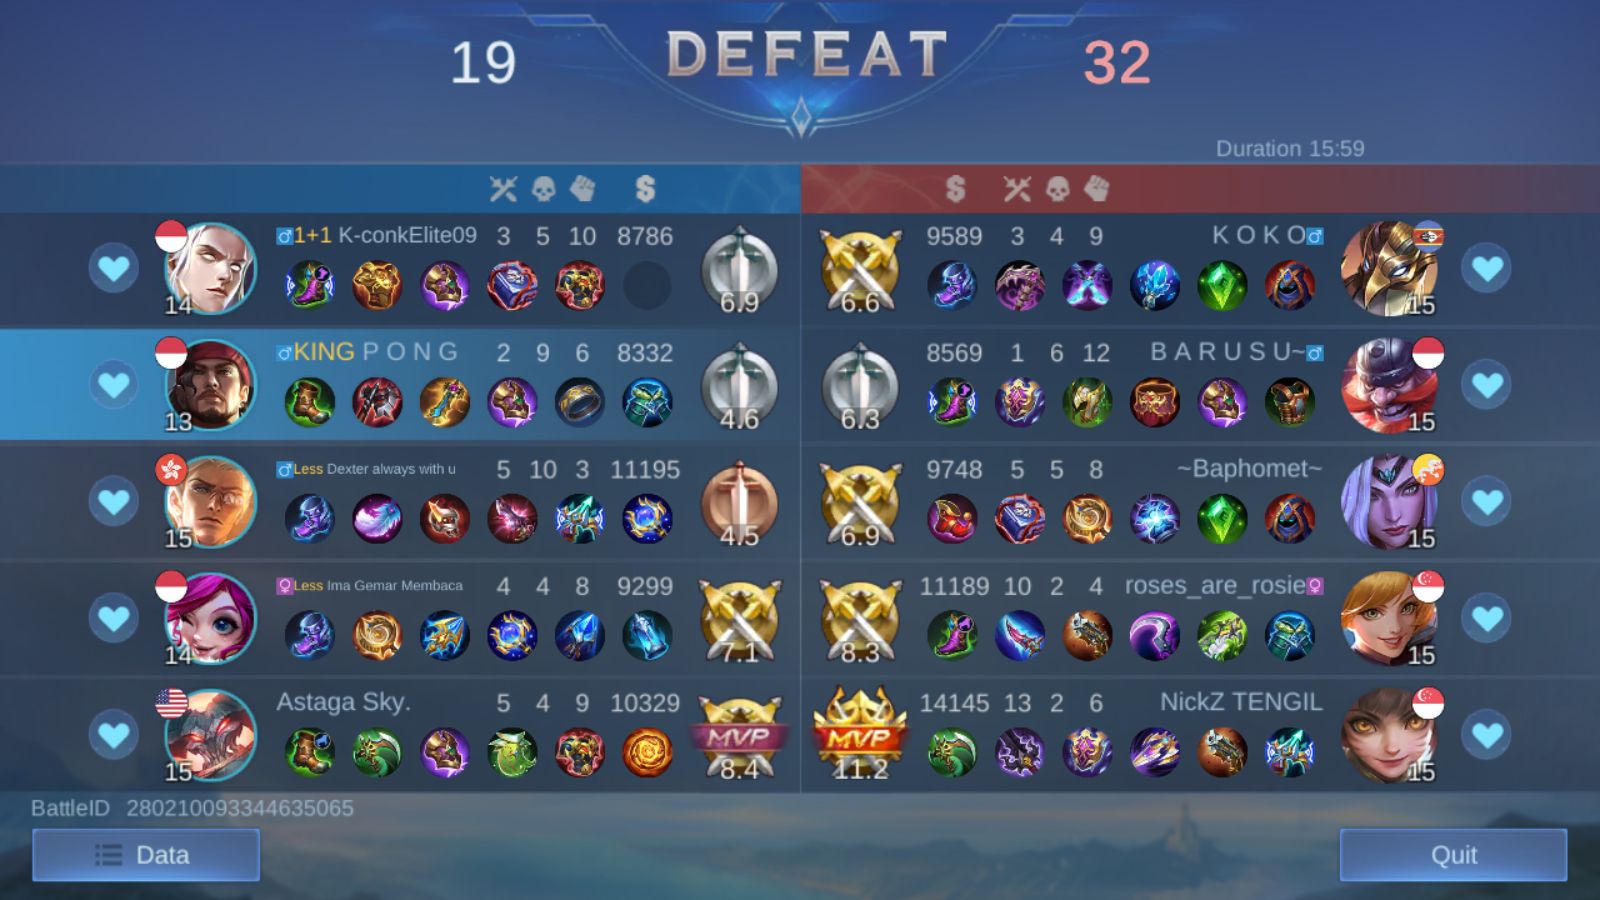 19 DEFEAT 32
Duration 15:59
1+1 K-conkElite09 3 5 10 8786
14 6.9
9589 3 4 9 K O K O
6.6 15
KING P O N G 2 9 6 8332
13 4.6
8569 1 6 12 B A R U S U~
6.3 15
Less Dexter always with u 5 10 3 11195
15 4.5
9748 5 5 8 ~Baphomet~
6.9 15
Less Ima Gemar Membaca 4 4 8 9299
14 7.1
11189 10 2 4 roses_are_rosie
8.3 15
Astaga Sky. 5 4 9 10329
MVP
15 8.4
14145 13 2 6 NickZ TENGIL
MVP
11.2 15
BattleID 280210093344635065
Data
Quit